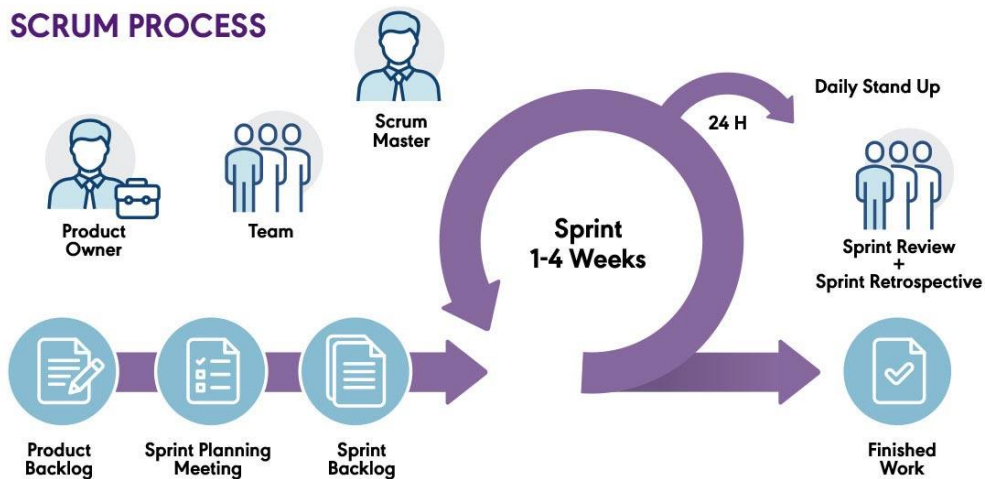 SCRUM PROCESS
Scrum
Master
Product
Owner
Team
Daily Stand Up
24 H
Sprint
1-4 Weeks
Sprint Review
+
Sprint Retrospective
Product
Backlog
Sprint Planning
Meeting
Sprint
Backlog
Finished
Work